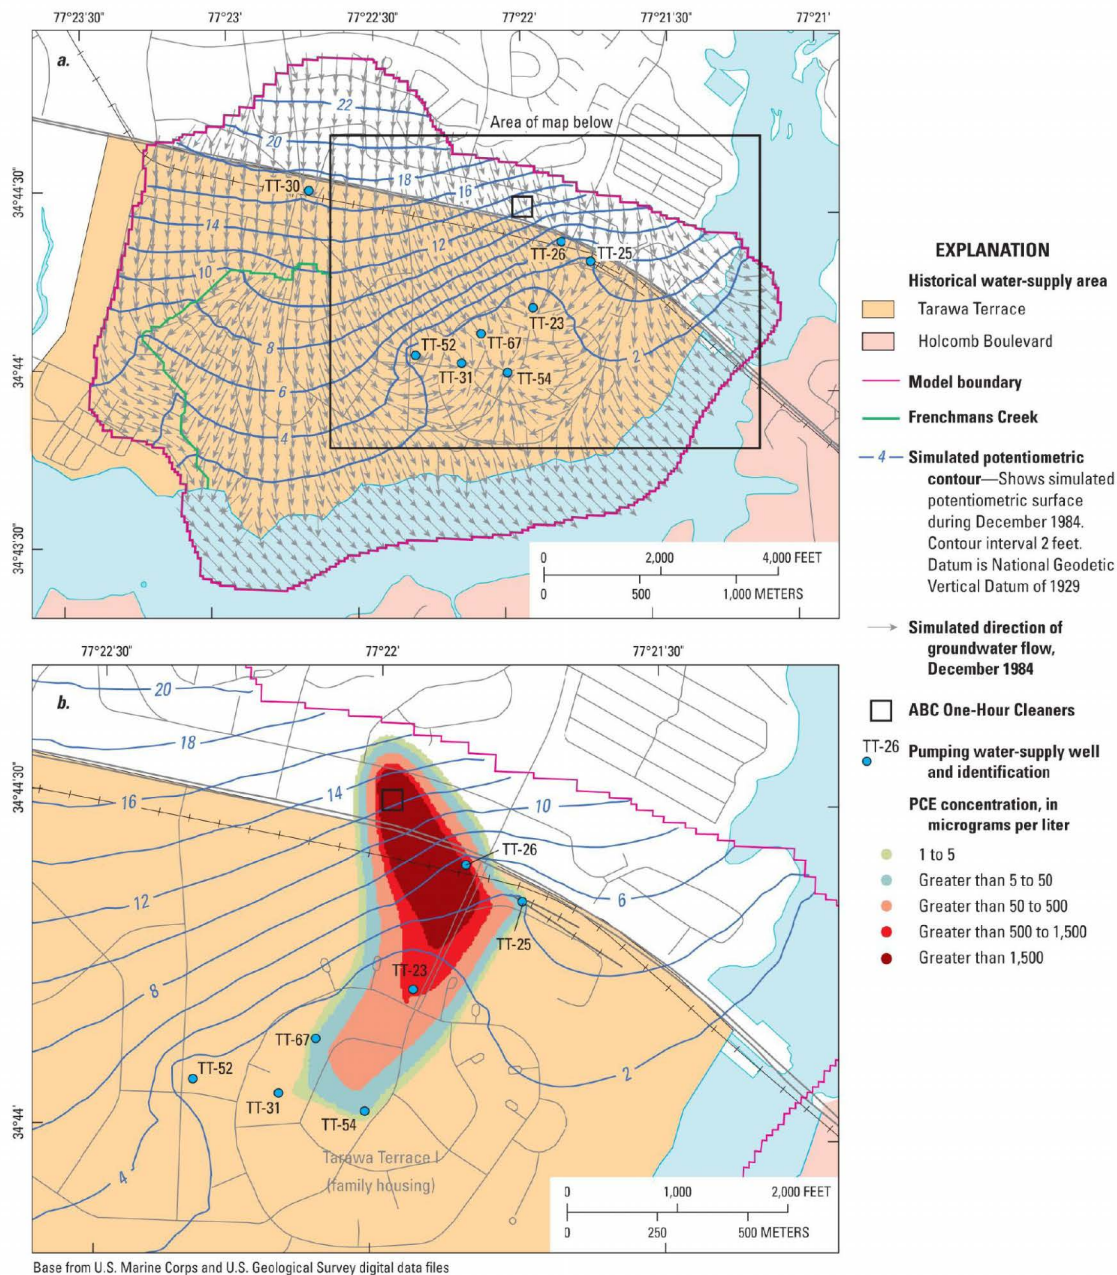 77°23'30"
77°23'
77°22'30"
77°22'
77°21'30"
77°21'
a.
22
Area of map below
20
18
16
34°44'30"
TT-30
14
12
TT-26
TT-25
10
TT-23
8
TT-52
TT-67
2
34°44'
TT-31
TT-54
6
4
34°43'30"
0 2,000 4,000 FEET
0 500 1,000 METERS
77°22'30"
77°22'
77°21'30"
b.
20
18
34°44'30"
16
14
10
TT-26
12
6
TT-25
TT-23
8
TT-67
TT-52
2
TT-31
TT-54
34°44'
4
Tarawa Terrace I
(family housing)
0 1,000 2,000 FEET
0 250 500 METERS
Base from U.S. Marine Corps and U.S. Geological Survey digital data files
EXPLANATION
Historical water-supply area
Tarawa Terrace
Holcomb Boulevard
Model boundary
Frenchmans Creek
4 Simulated potentiometric
contour—Shows simulated
potentiometric surface
during December 1984.
Contour interval 2 feet.
Datum is National Geodetic
Vertical Datum of 1929
Simulated direction of
groundwater flow,
December 1984
ABC One-Hour Cleaners
TT-26 Pumping water-supply well
and identification
PCE concentration, in
micrograms per liter
1 to 5
Greater than 5 to 50
Greater than 50 to 500
Greater than 500 to 1,500
Greater than 1,500